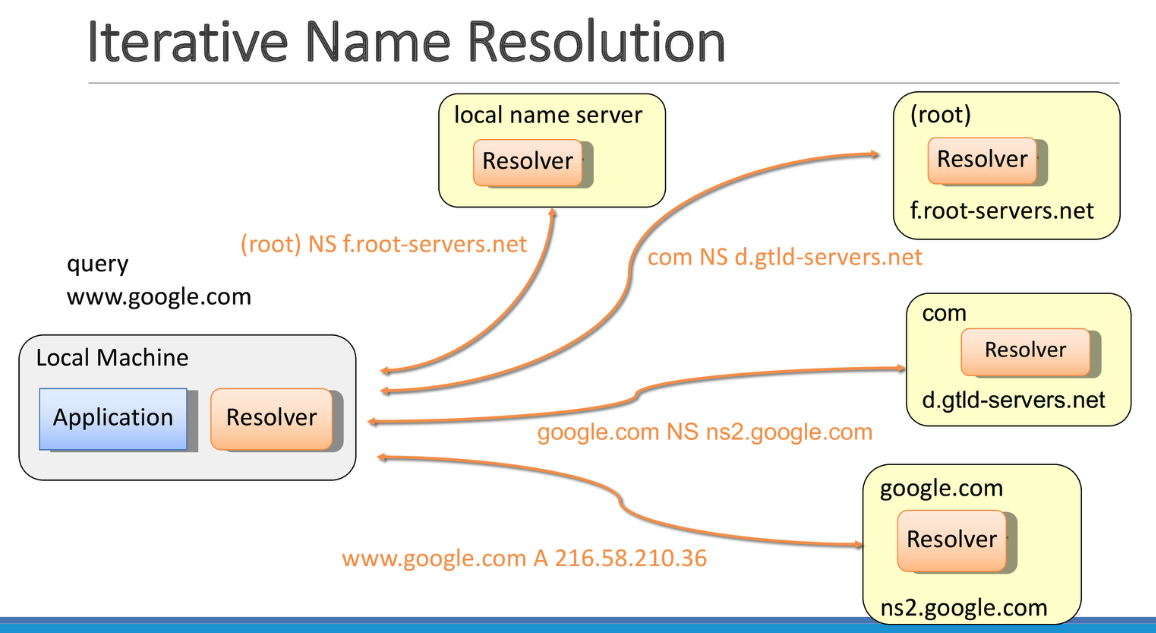 Iterative Name Resolution
local name server
Resolver
(root)
Resolver
f.root-servers.net
(root) NS f.root-servers.net
com NS d.gtld-servers.net
query
www.google.com
com
Resolver
d.gtld-servers.net
Local Machine
Application
Resolver
google.com NS ns2.google.com
google.com
Resolver
ns2.google.com
www.google.com A 216.58.210.36